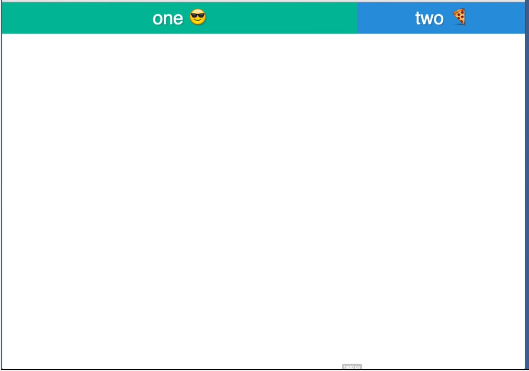 one 😎 two 🍕